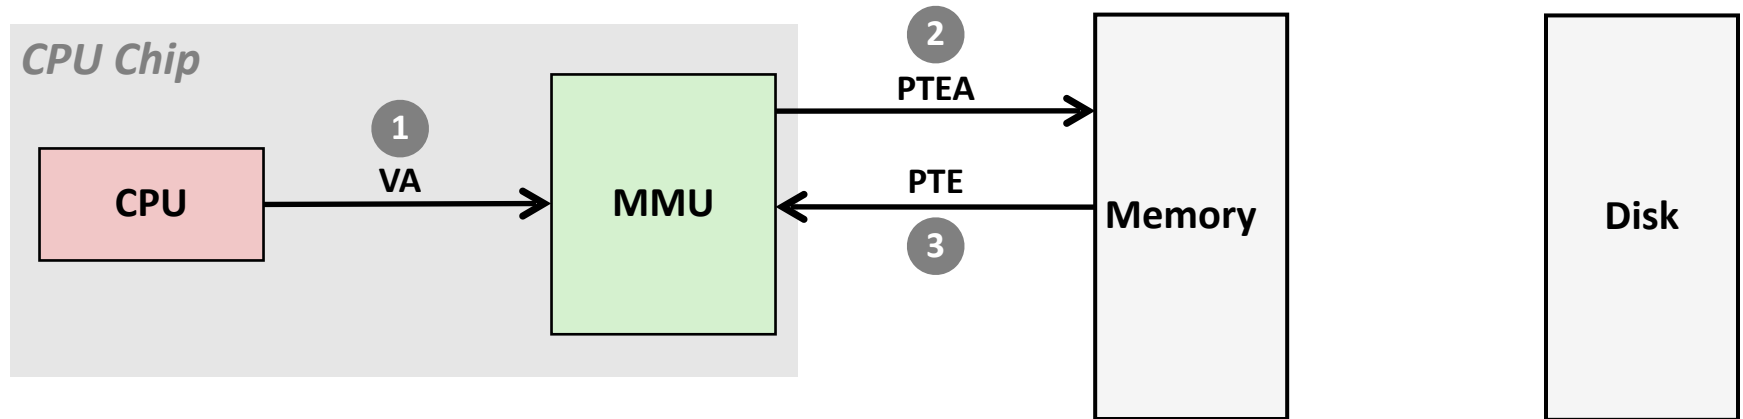 CPU Chip
2
PTEA
1
VA
CPU
MMU
PTE
3
Memory
Disk